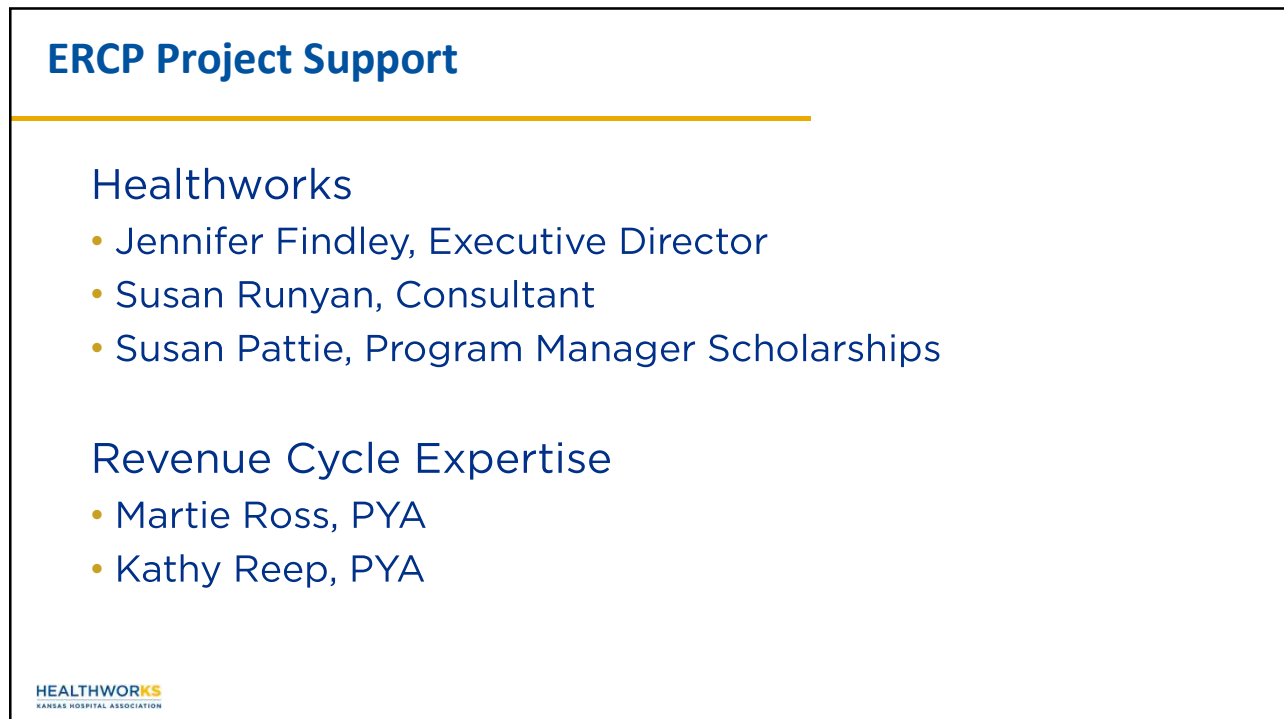 ERCP Project Support
Healthworks
• Jennifer Findley, Executive Director
• Susan Runyan, Consultant
• Susan Pattie, Program Manager Scholarships
Revenue Cycle Expertise
• Martie Ross, PYA
• Kathy Reep, PYA
HEALTHWORKS
KANSAS HOSPITAL ASSOCIATION